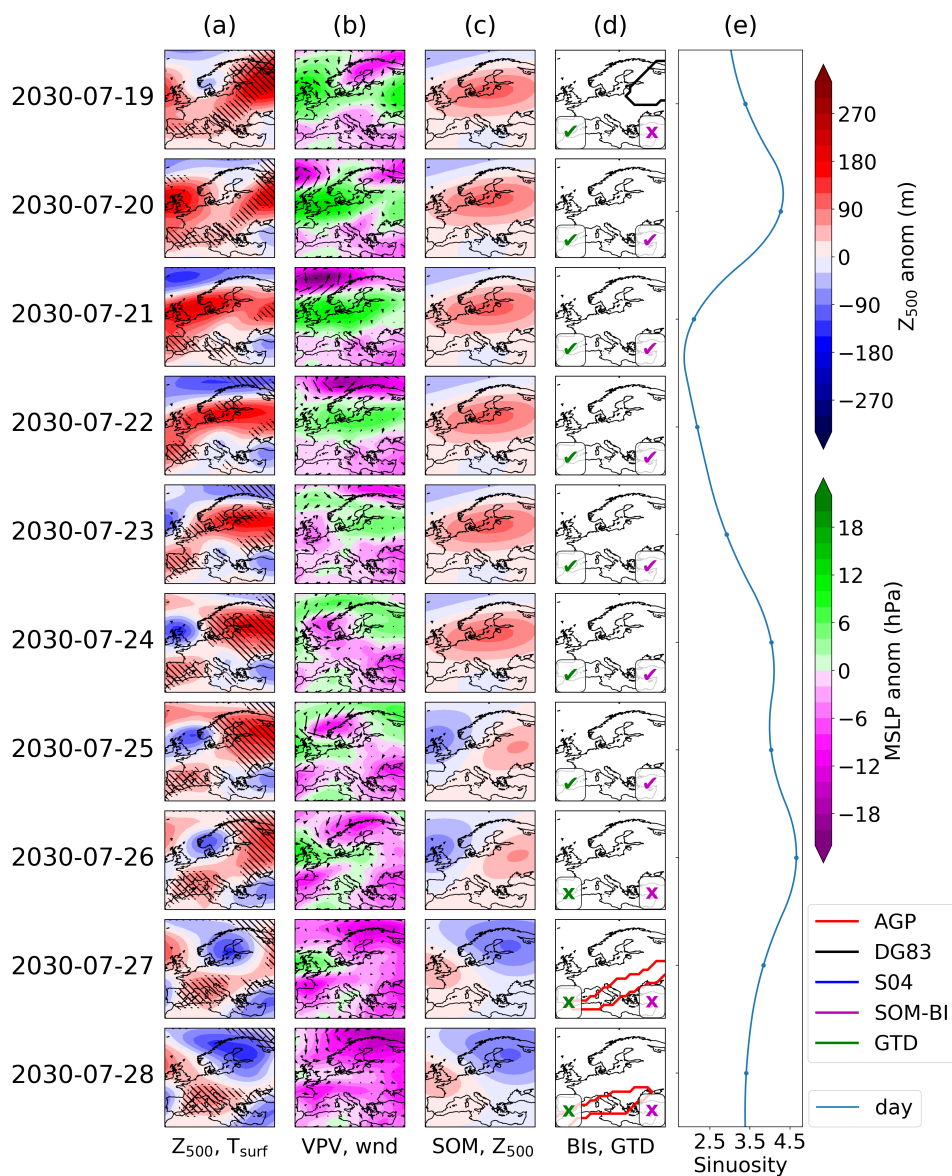 (a) (b) (c) (d) (e)
2030-07-19
2030-07-20
2030-07-21
2030-07-22
2030-07-23
2030-07-24
2030-07-25
2030-07-26
2030-07-27
2030-07-28
Z500, Tsurf VPV, wnd SOM, Z500 BIs, GTD
2.5 3.5 4.5
Sinuosity
270
180
90
0
−90
−180
−270
Z500 anom (m)
18
12
6
0
−6
−12
−18
MSLP anom (hPa)
AGP
DG83
S04
SOM-BI
GTD
day